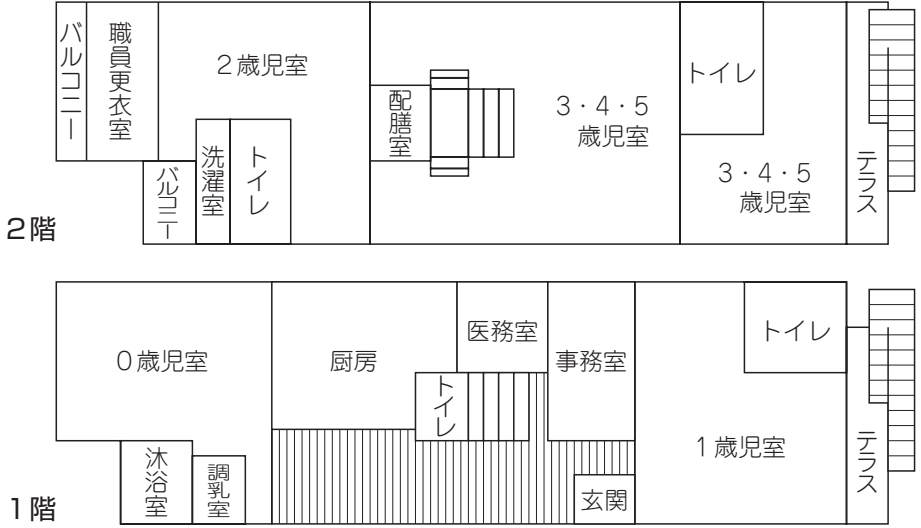 バルコニー
職員更衣室
2歳児室
バルコニー
洗濯室
トイレ
配膳室
3・4・5
歳児室
トイレ
3・4・5
歳児室
テラス
2階
0歳児室
沐浴室
調乳室
厨房
トイレ
医務室
事務室
玄関
1歳児室
トイレ
テラス
1階